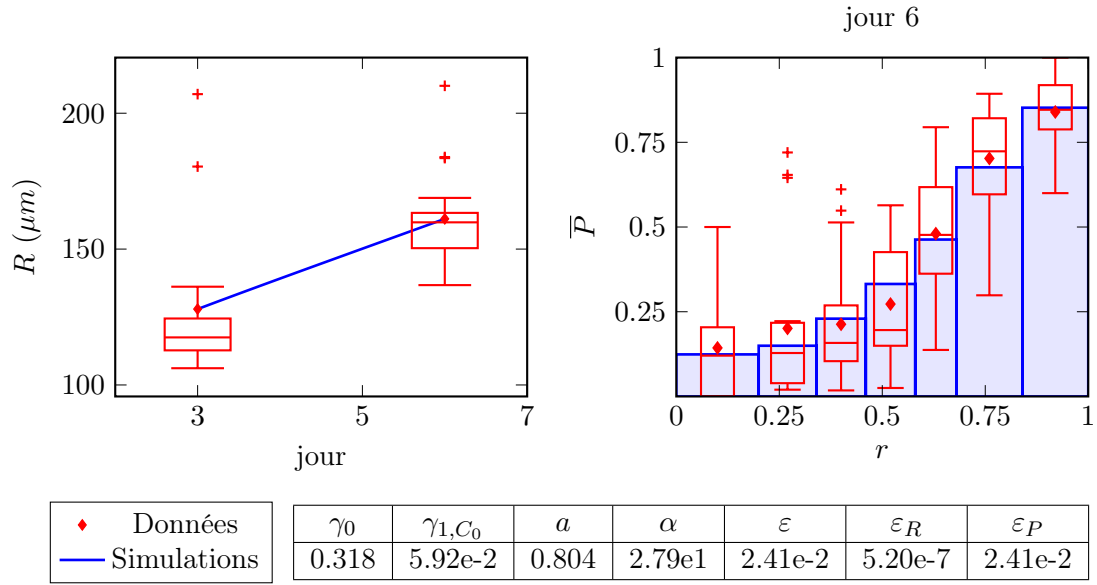 jour 6
200
150
100
R (μm)
3 5 7
jour
1
0.75
0.5
0.25
P̅
0 0.25 0.5 0.75 1
r
Données
Simulations
γ₀ γ₁,C₀ a α ε ε_R ε_P
0.318 5.92e-2 0.804 2.79e1 2.41e-2 5.20e-7 2.41e-2